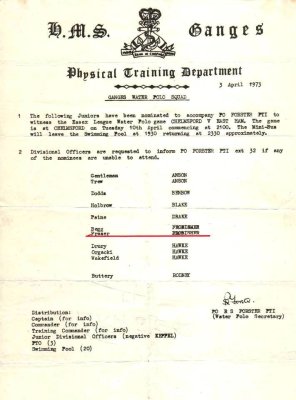 H.M.S. Ganges
Physical Training Department
3 April 1973
GANGES WATER POLO SQUAD
1 The following Juniors have been nominated to accompany PO FORSTER PTI
to witness the Essex League Water Polo game CHELMSFORD V EAST HAM. The game
is at CHELMSFORD on Tuesday 10th April commencing at 2100. The Mini-Bus
will leave the Swimming Pool at 1930 returning at 2330 approximately.
2 Divisional Officers are requested to inform PO FORSTER PTI ext 32 if any
of the nominees are unable to attend.
Gentleman ANSON
Trew ANSON
Dodds BENBOW
Holbrow BLAKE
Paine DRAKE
Dagg FROBISHER
Fraser FROBISHER
Drury HAWKE
Orgacki HAWKE
Wakefield HAWKE
Buttery RODNEY
PO R S FORSTER PTI
(Water Polo Secretary)
Distribution:
Captain (for info)
Commander (for info)
Training Commander (for info)
Junior Divisional Officers (negative KEPPEL)
PTO (3)
Swimming Pool (20)